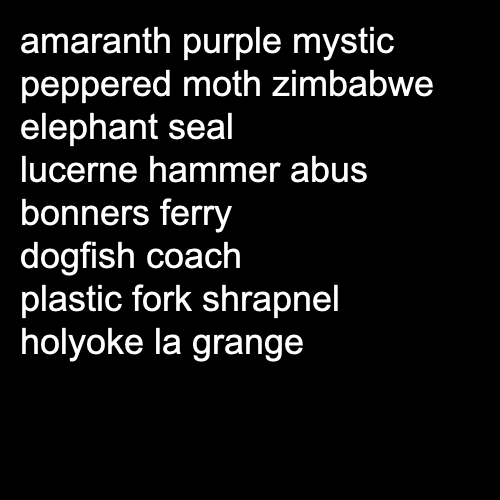 amaranth purple mystic
peppered moth zimbabwe
elephant seal
lucerne hammer abus
bonners ferry
dogfish coach
plastic fork shrapnel
holyoke la grange